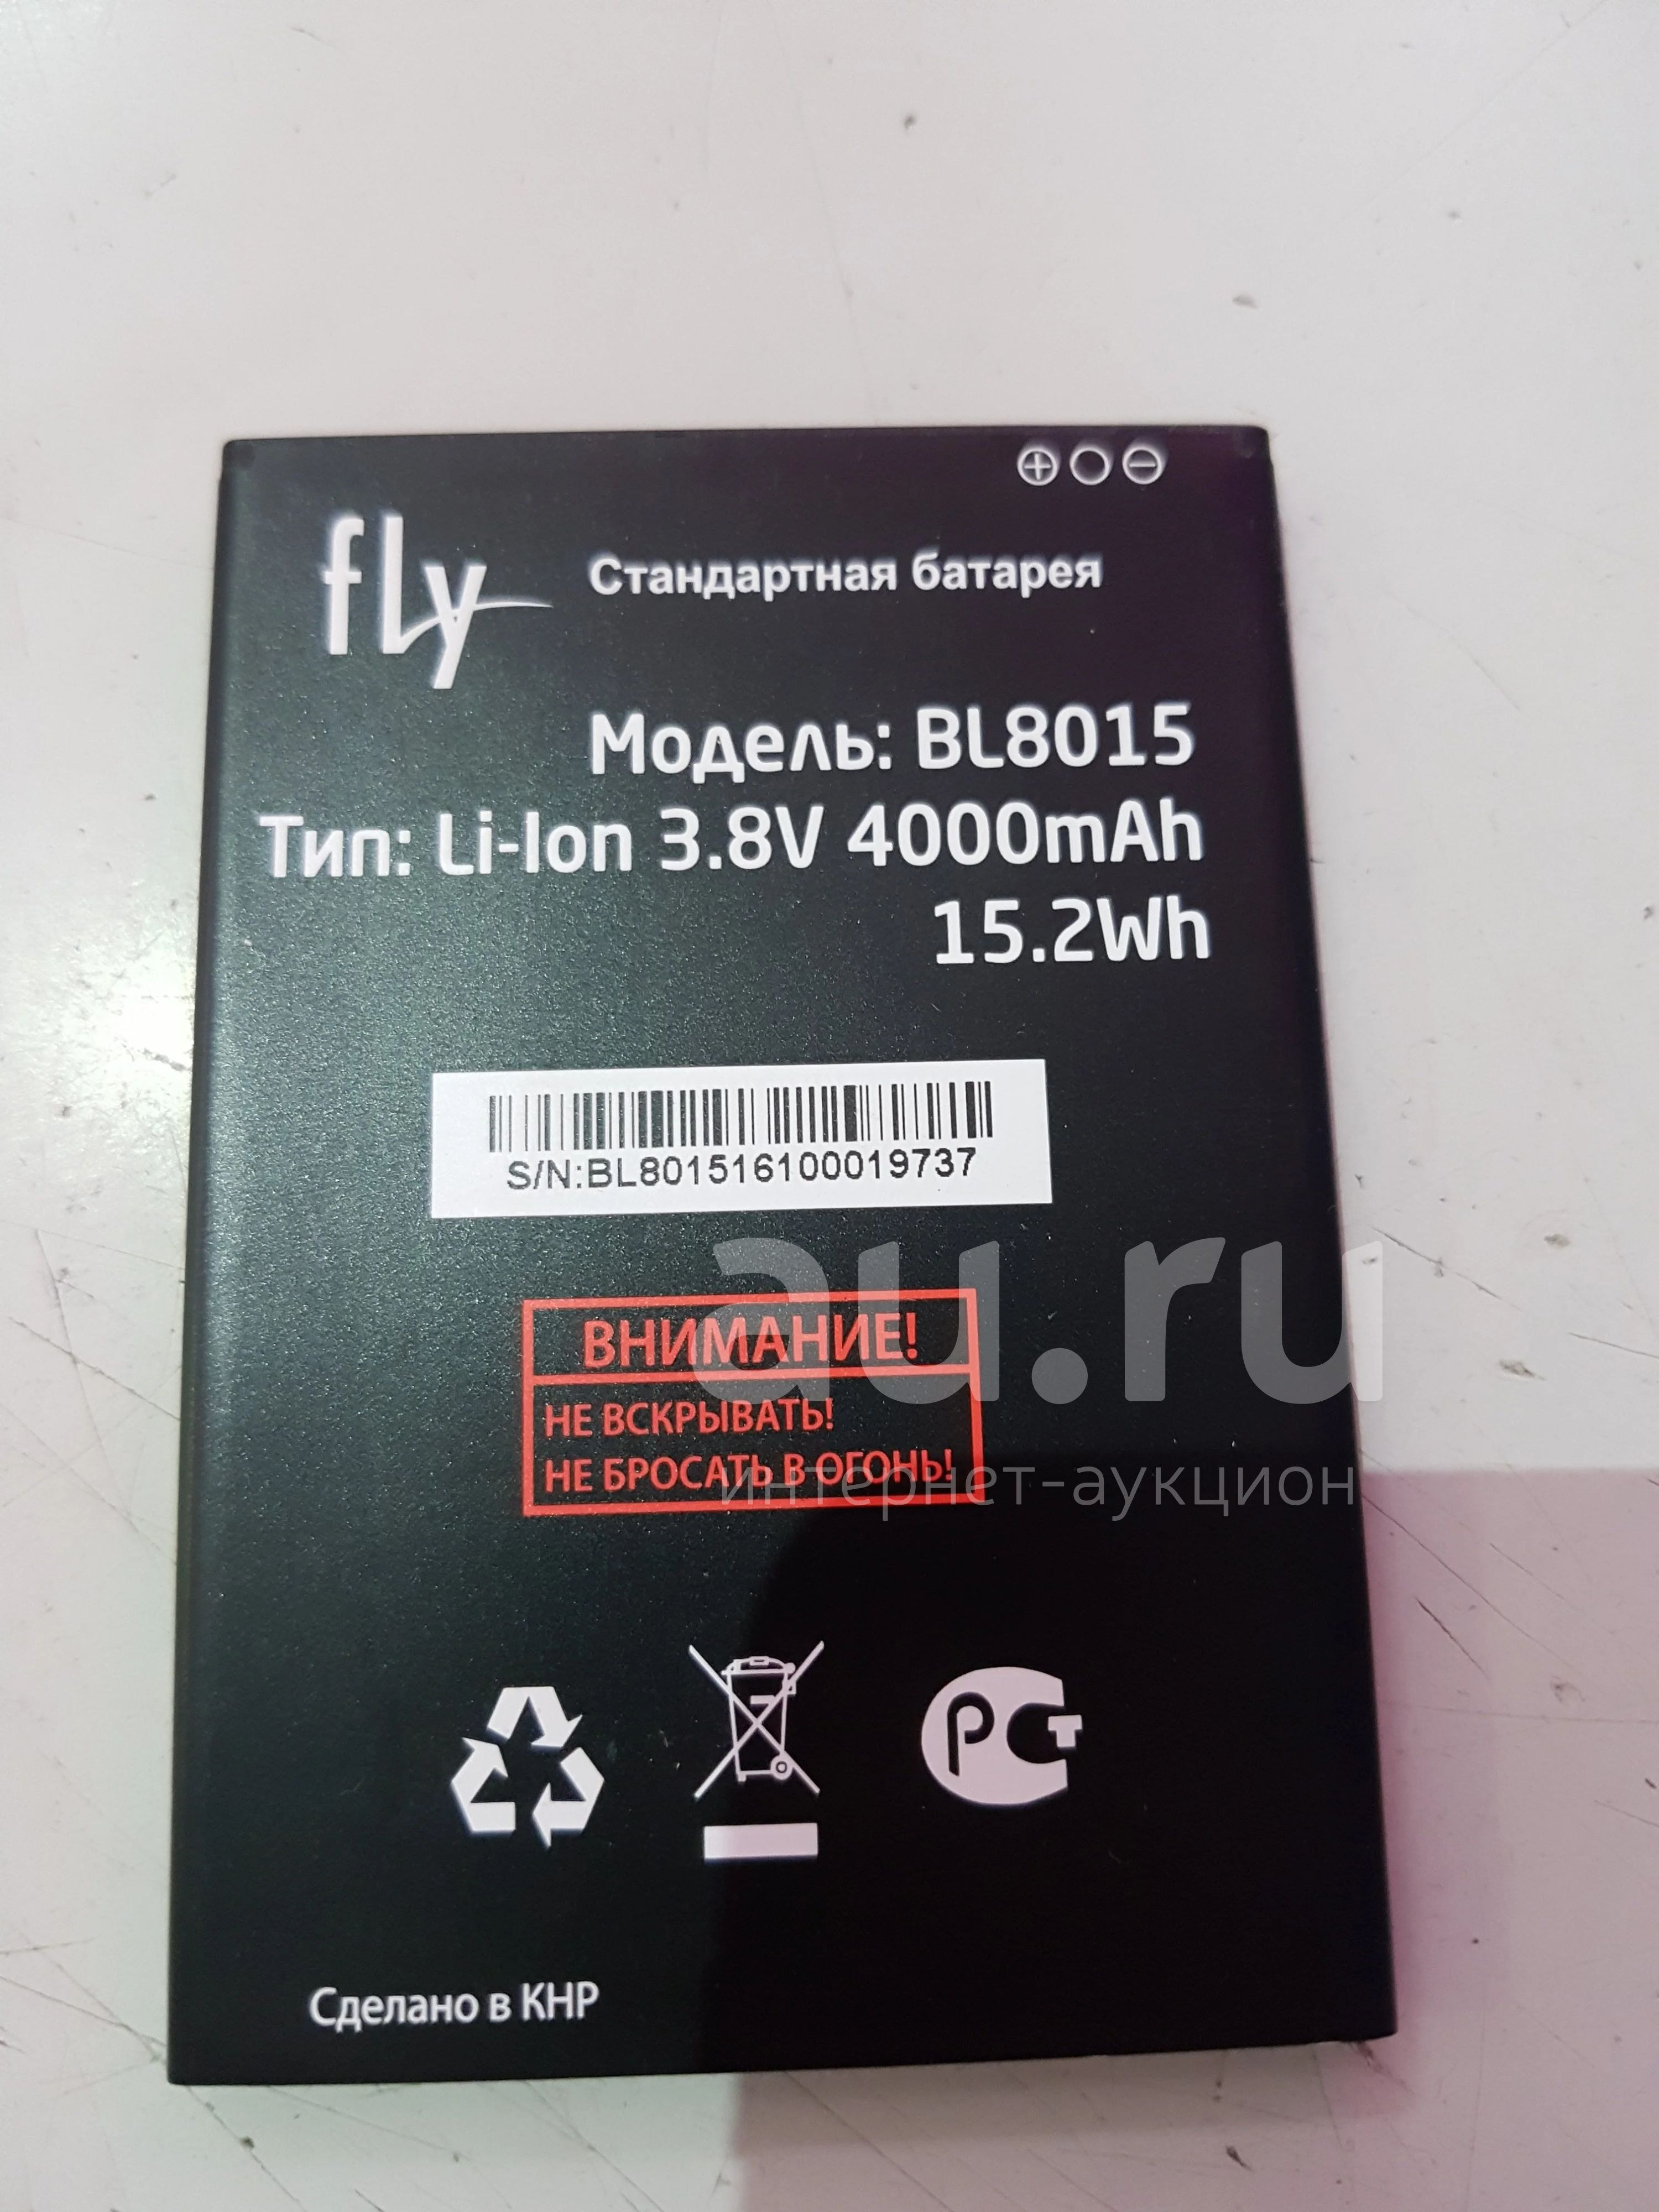 fly
Стандартная батарея
Модель: BL8015
Тип: Li-Ion 3.8V 4000mAh
15.2Wh
S/N:BL801516100019737
au.ru
ВНИМАНИЕ!
НЕ ВСКРЫВАТЬ!
НЕ БРОСАТЬ В ОГОНЬ!
интернет-аукцион
РСТ
Сделано в КНР